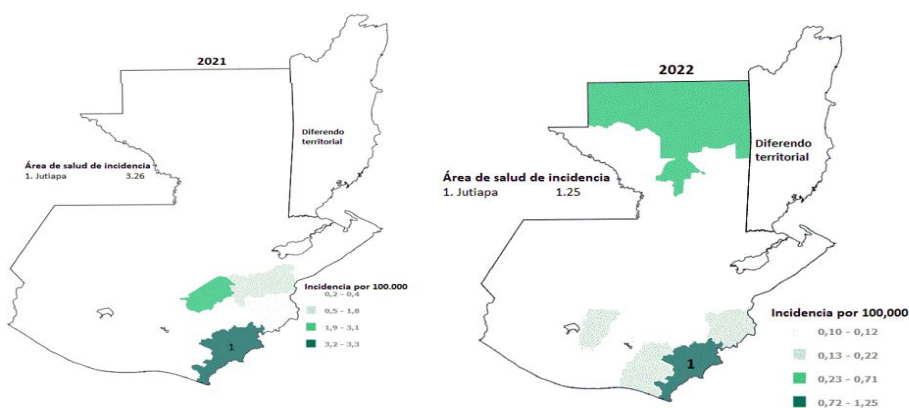 2021
Diferendo
territorial
Área de salud de incidencia
1. Jutiapa 3.26
Incidencia por 100.000
0,2 - 0,4
0,5 - 1,8
1,9 - 3,1
3,2 - 3,3
1
2022
Diferendo
territorial
Área de salud de incidencia
1. Jutiapa 1.25
Incidencia por 100,000
0,10 - 0,12
0,13 - 0,22
0,23 - 0,71
0,72 - 1,25
1